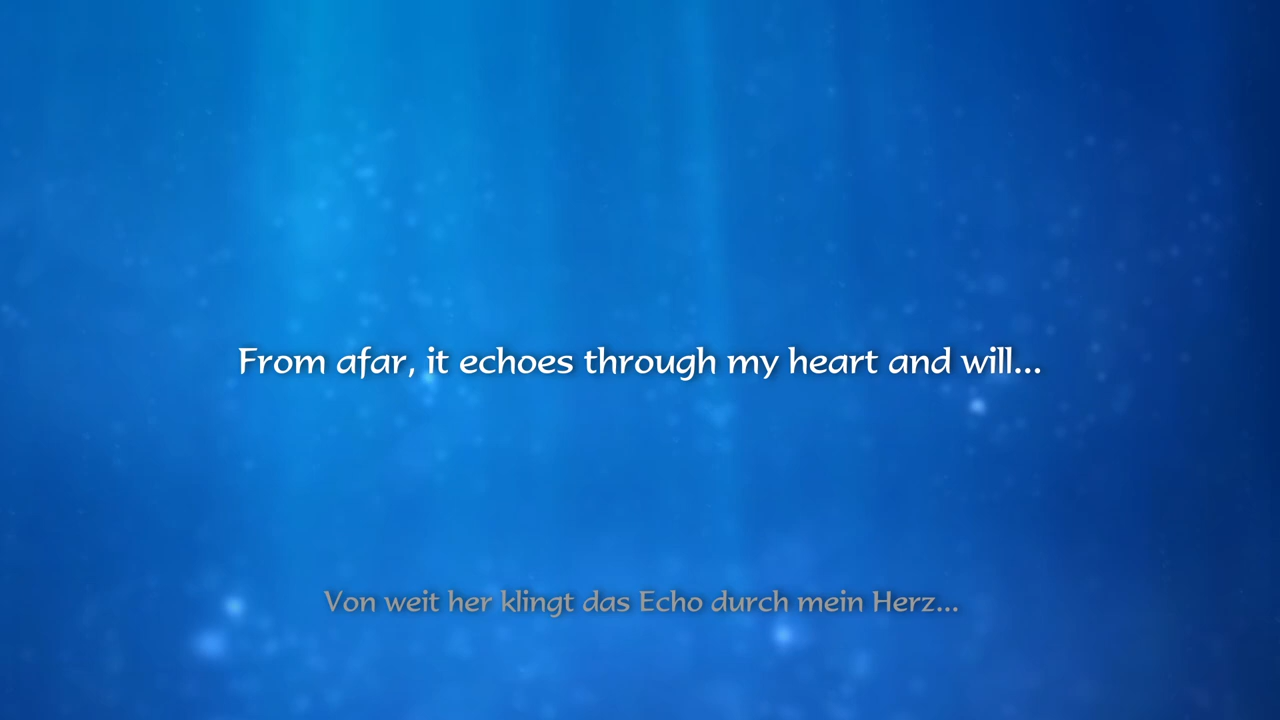 From afar, it echoes through my heart and will...
Von weit her klingt das Echo durch mein Herz...